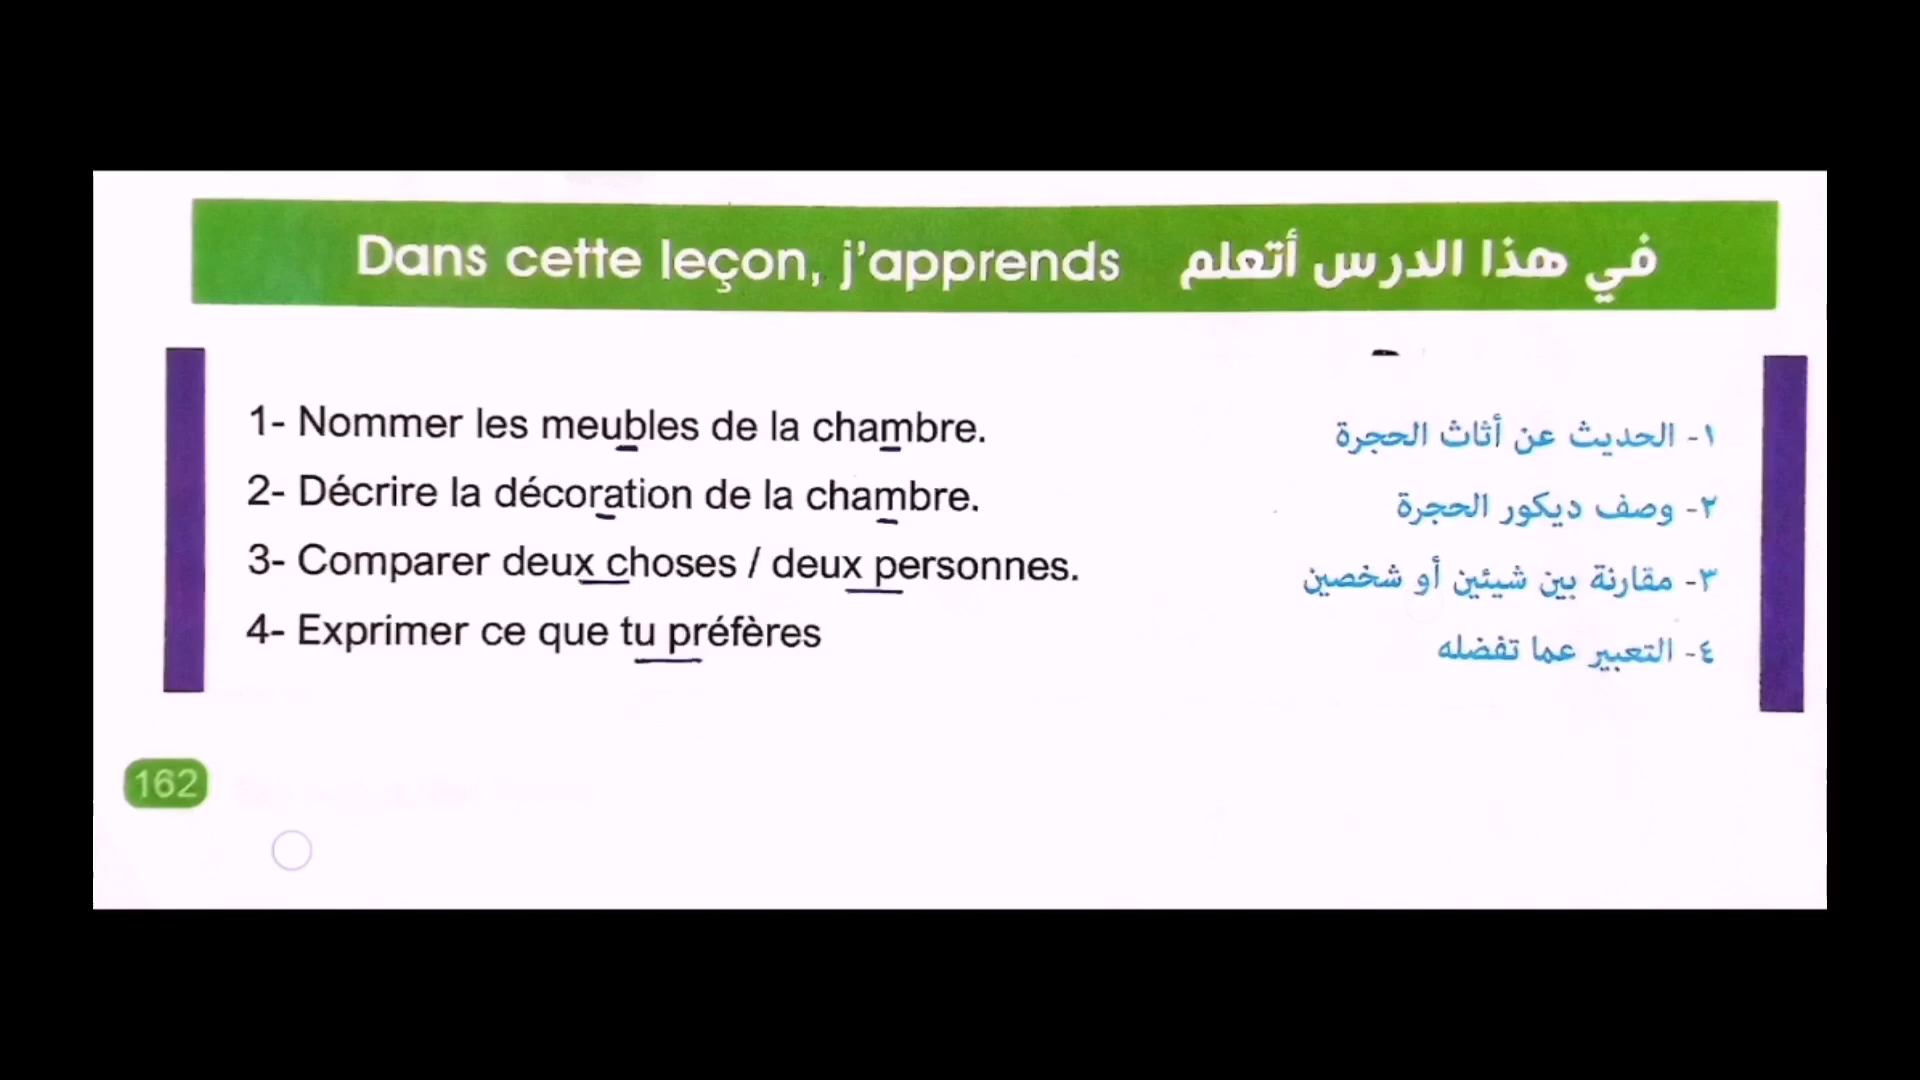 Dans cette leçon, j'apprends في هذا الدرس أتعلم
1- Nommer les meubles de la chambre. ١- الحديث عن أثاث الحجرة
2- Décrire la décoration de la chambre. ٢- وصف ديكور الحجرة
3- Comparer deux choses / deux personnes. ٣- مقارنة بين شيئين أو شخصين
4- Exprimer ce que tu préfères ٤- التعبير عما تفضله
162